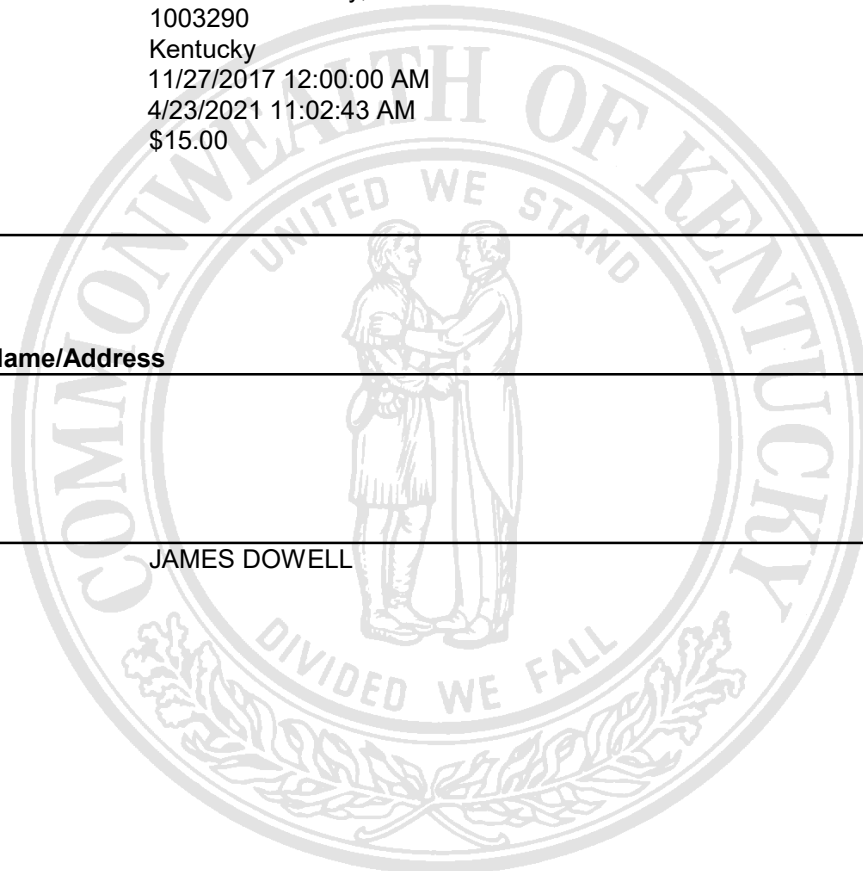 1003290
Kentucky
11/27/2017 12:00:00 AM
4/23/2021 11:02:43 AM
$15.00
COMMONWEALTH OF KENTUCKY
UNITED WE STAND
Name/Address
JAMES DOWELL
DIVIDED WE FALL